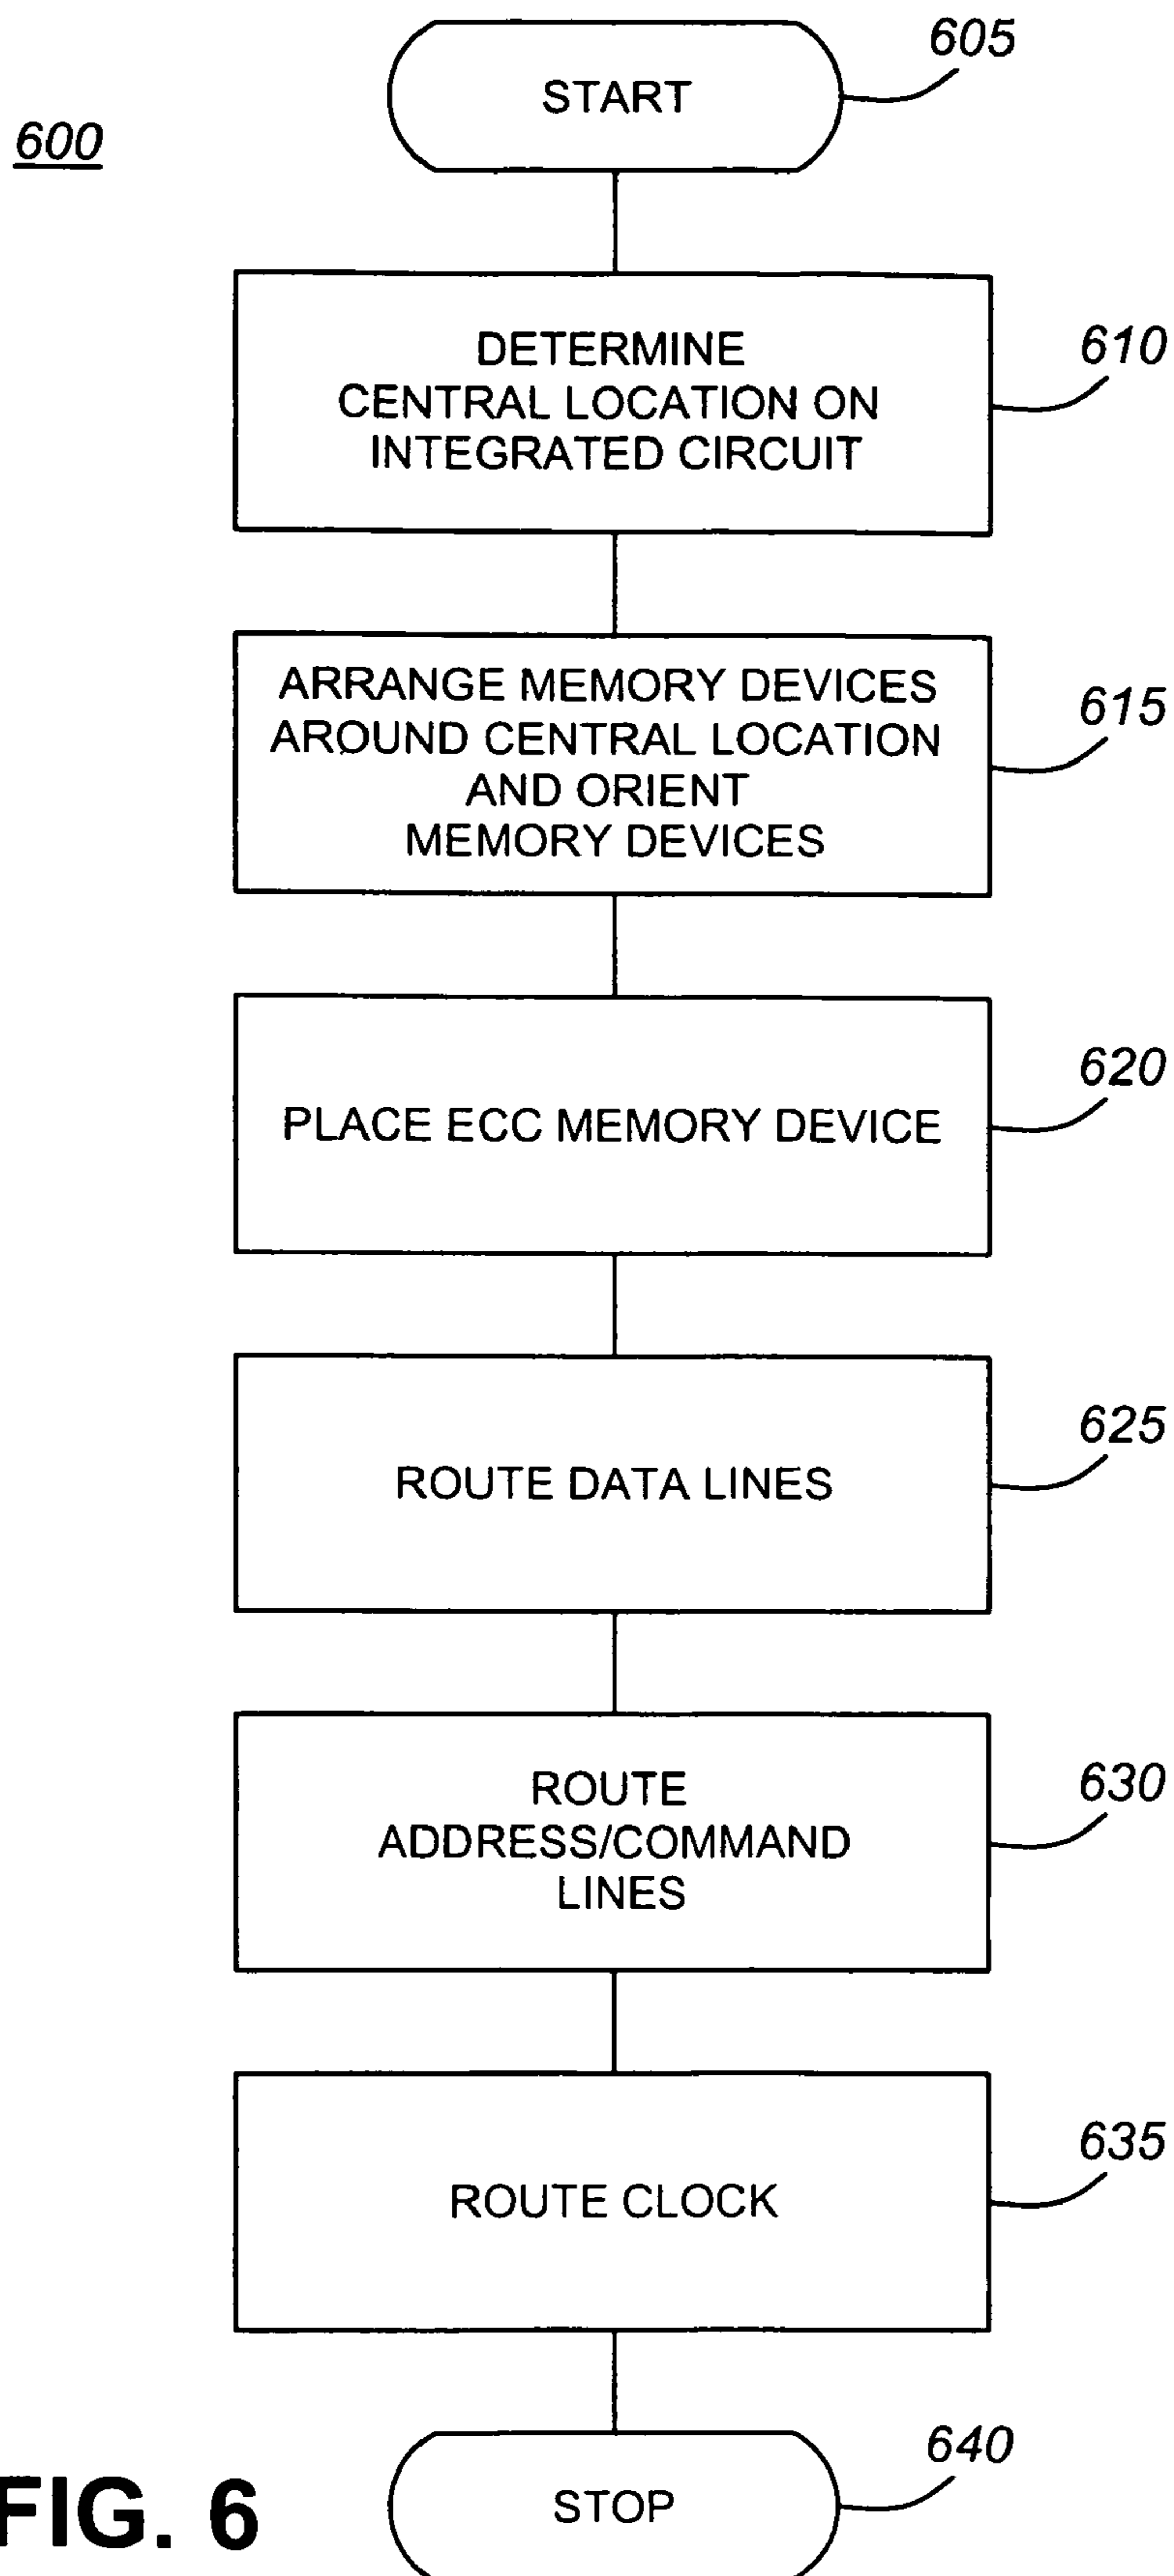 605
START
600
DETERMINE
CENTRAL LOCATION ON
INTEGRATED CIRCUIT
610
ARRANGE MEMORY DEVICES
AROUND CENTRAL LOCATION
AND ORIENT
MEMORY DEVICES
615
PLACE ECC MEMORY DEVICE
620
ROUTE DATA LINES
625
ROUTE
ADDRESS/COMMAND
LINES
630
ROUTE CLOCK
635
STOP
640
FIG. 6